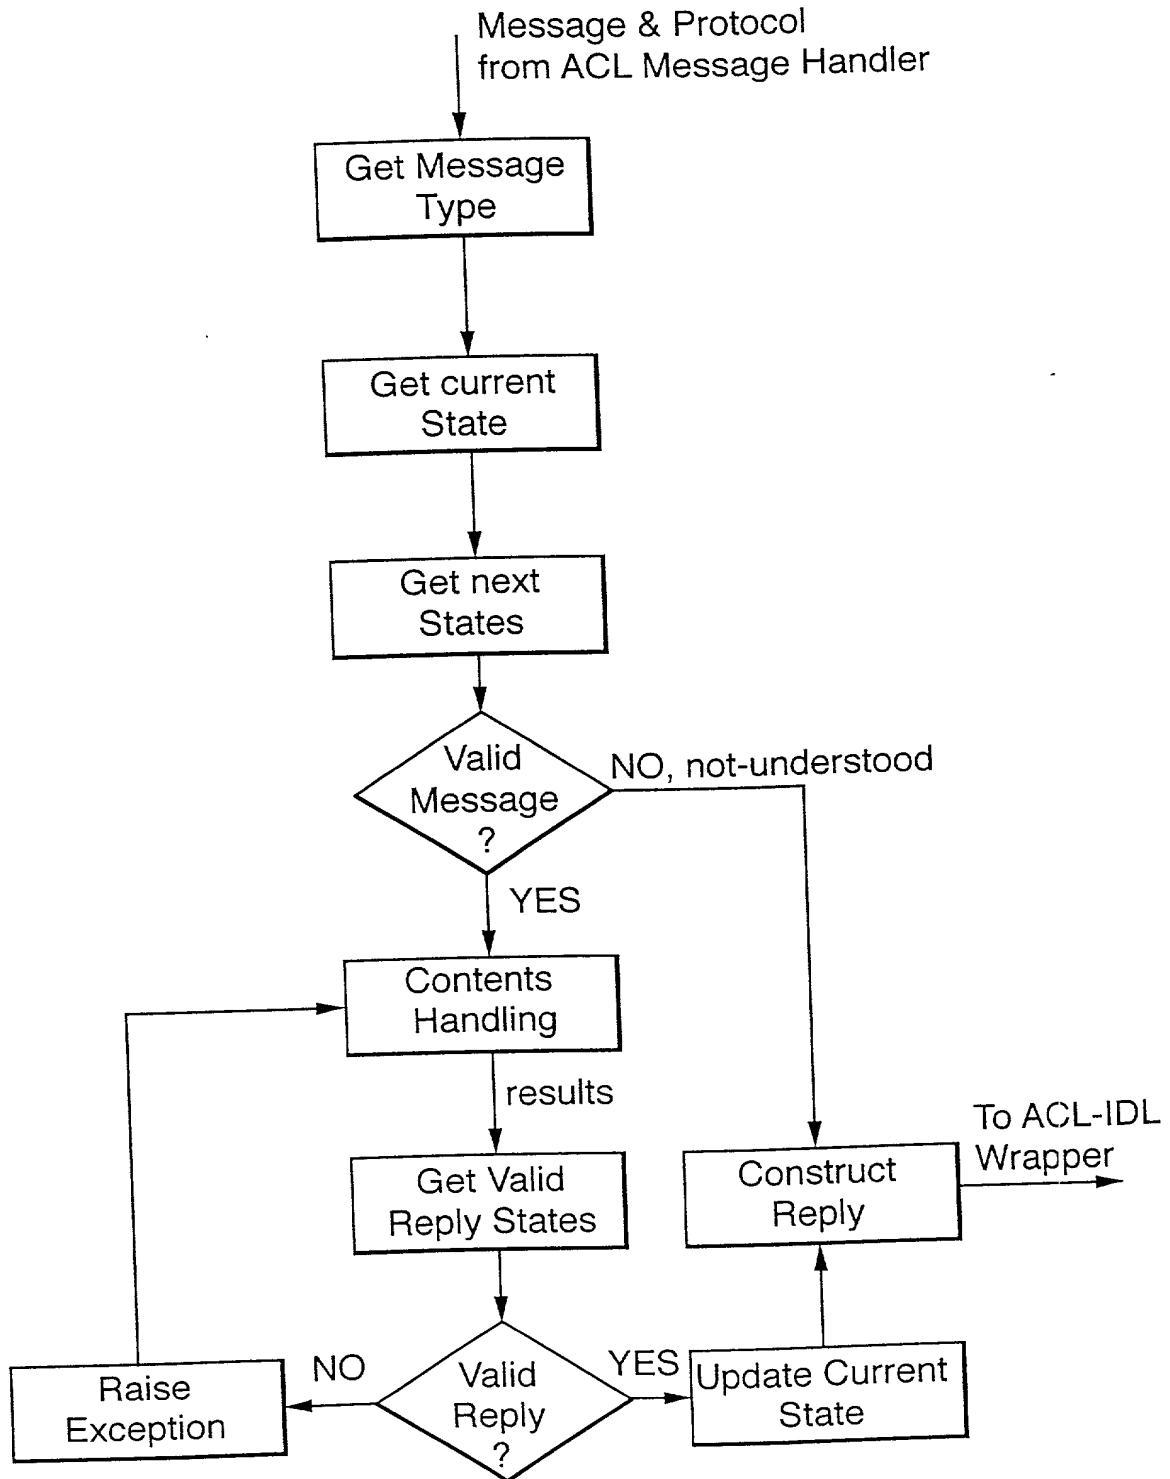 Message & Protocol
from ACL Message Handler
Get Message
Type
Get current
State
Get next
States
Valid
Message
?
NO, not-understood
YES
Contents
Handling
results
Get Valid
Reply States
To ACL-IDL
Wrapper
Construct
Reply
Valid
Reply
?
NO
YES
Raise
Exception
Update Current
State